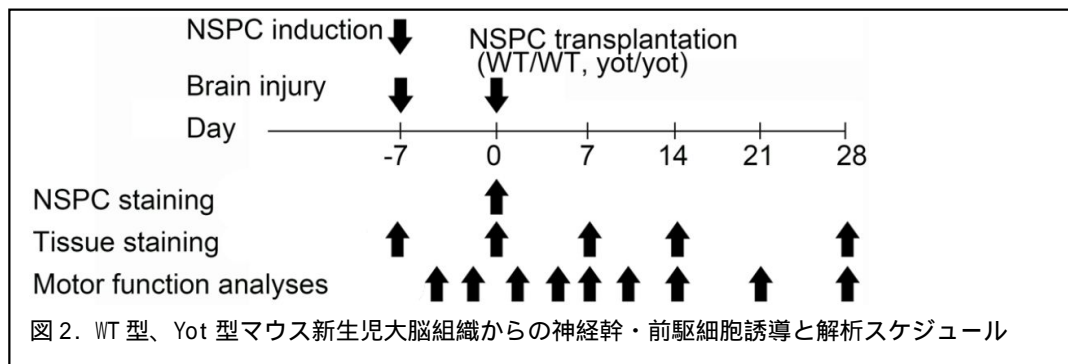 NSPC induction
NSPC transplantation
(WT/WT, yot/yot)
Brain injury
Day
-7 0 7 14 21 28
NSPC staining
Tissue staining
Motor function analyses
図2. WT型、Yot型マウス新生児大脳組織からの神経幹・前駆細胞誘導と解析スケジュール